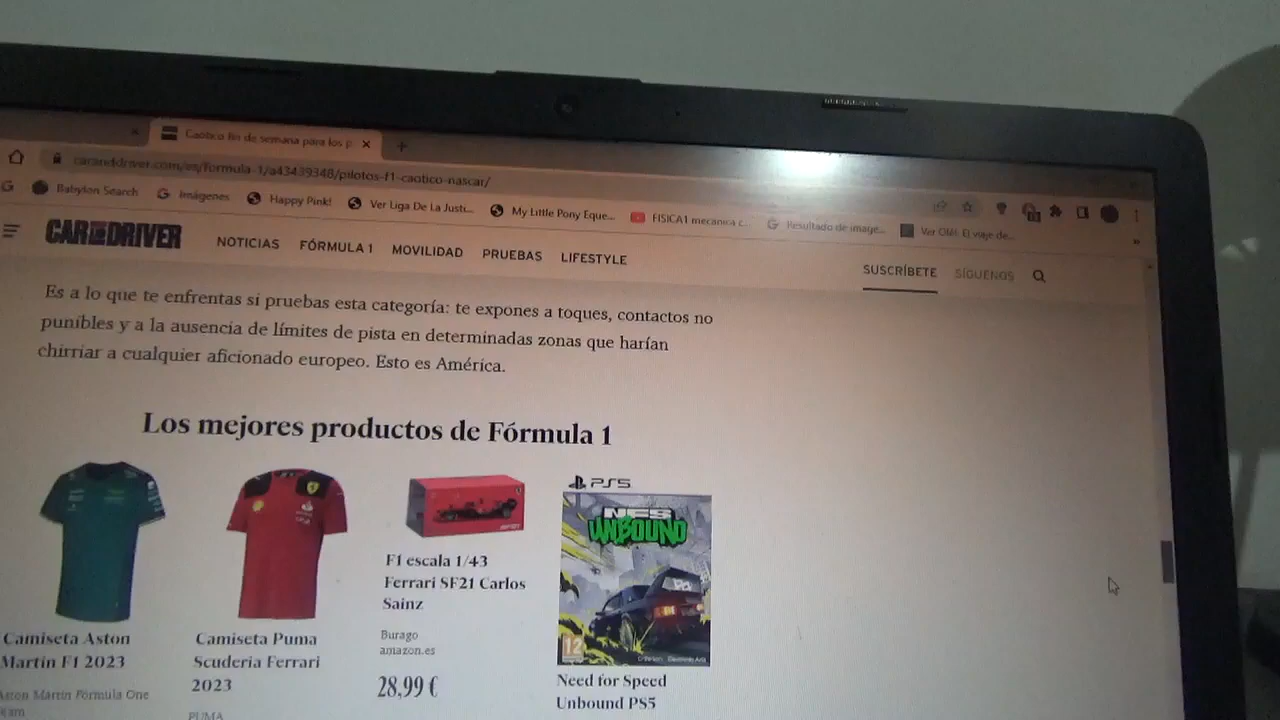 Caotico fin de semana para los p
caranddriver.com/es/formula-1/a43439348/pilotos-f1-caotico-nascar/
Babylon Search
Imágenes
Happy Pink!
Ver Liga De La Justi...
My Little Pony Eque...
FISICA1 mecanica c...
Resultado de image...
Ver Olé! El viaje de...
CAR AND DRIVER
NOTICIAS
FÓRMULA 1
MOVILIDAD
PRUEBAS
LIFESTYLE
SUSCRÍBETE
SÍGUENOS
Es a lo que te enfrentas si pruebas esta categoría: te expones a toques, contactos no
punibles y a la ausencia de límites de pista en determinadas zonas que harían
chirriar a cualquier aficionado europeo. Esto es América.
Los mejores productos de Fórmula 1
Camiseta Aston
Martin F1 2023
Aston Martin Fórmula One
Camiseta Puma
Scuderia Ferrari
2023
PUMA
F1 escala 1/43
Ferrari SF21 Carlos
Sainz
Burago
amazon.es
28,99 €
PS5
NFS
UNBOUND
12
Electronic Arts
Need for Speed
Unbound PS5